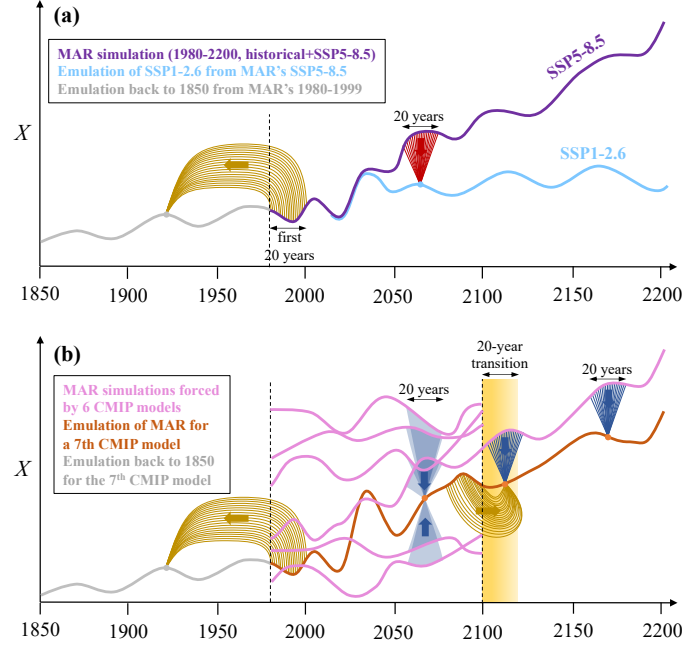 (a)
MAR simulation (1980-2200, historical+SSP5-8.5)
Emulation of SSP1-2.6 from MAR's SSP5-8.5
Emulation back to 1850 from MAR's 1980-1999
20 years
SSP5-8.5
SSP1-2.6
X
first
20 years
1850 1900 1950 2000 2050 2100 2150 2200
(b)
MAR simulations forced
by 6 CMIP models
Emulation of MAR for
a 7th CMIP model
Emulation back to 1850
for the 7th CMIP model
20 years
20-year
transition
20 years
X
1850 1900 1950 2000 2050 2100 2150 2200